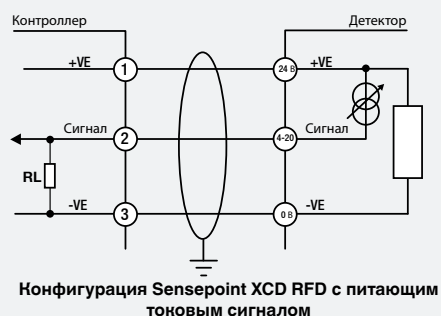 Контроллер Детектор
+VE 1 24 В +VE
Сигнал 2 4-20 Сигнал
RL
-VE 3 0 В -VE
Конфигурация Sensepoint XCD RFD с питающим
токовым сигналом